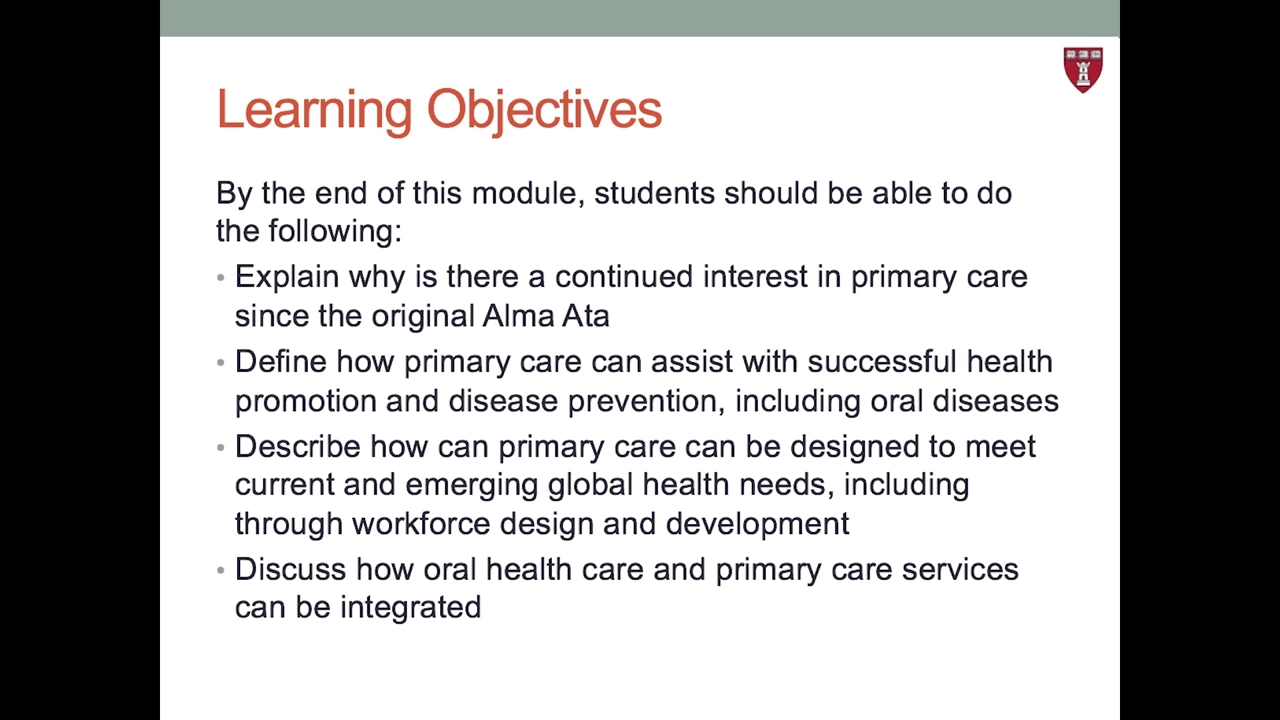 Learning Objectives
By the end of this module, students should be able to do
the following:
• Explain why is there a continued interest in primary care
since the original Alma Ata
• Define how primary care can assist with successful health
promotion and disease prevention, including oral diseases
• Describe how can primary care can be designed to meet
current and emerging global health needs, including
through workforce design and development
• Discuss how oral health care and primary care services
can be integrated